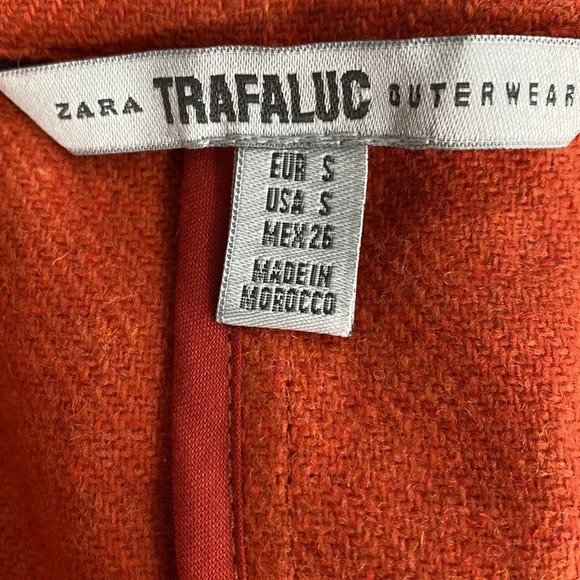 ZARA TRAFALUC OUTERWEAR
EUR S
USA S
MEX 26
MADE IN
MOROCCO